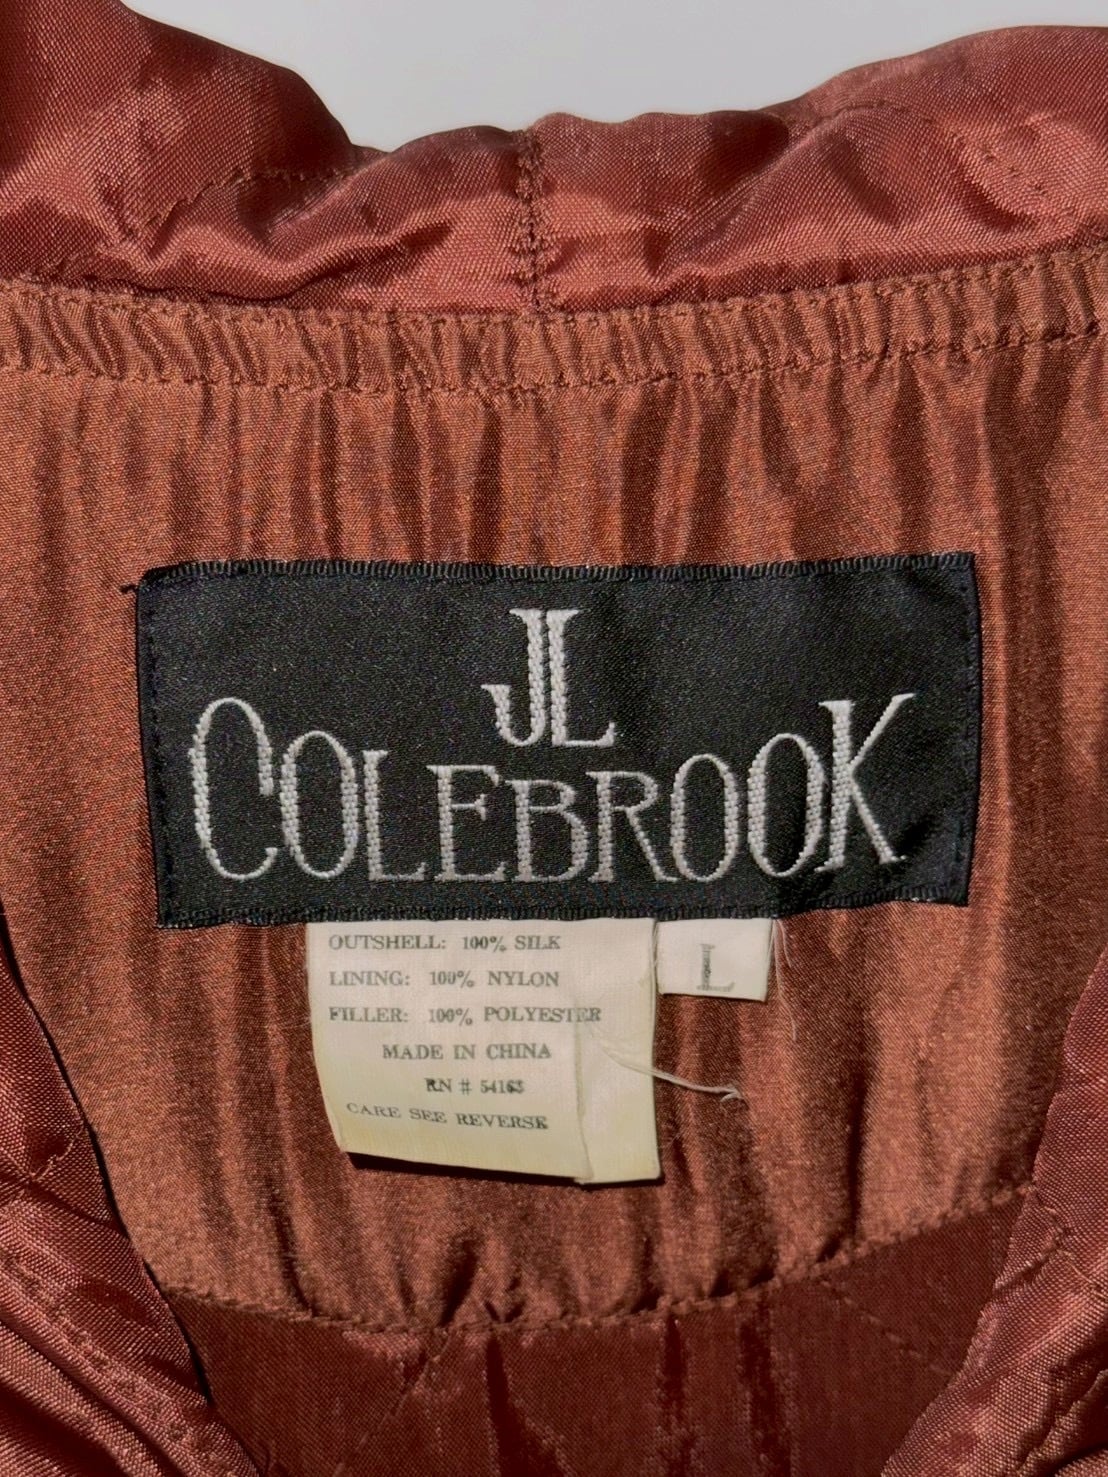 JL
COLEBROOK
OUTSHELL: 100% SILK
LINING: 100% NYLON
FILLER: 100% POLYESTER
MADE IN CHINA
RN # 54163
CARE SEE REVERSE
L